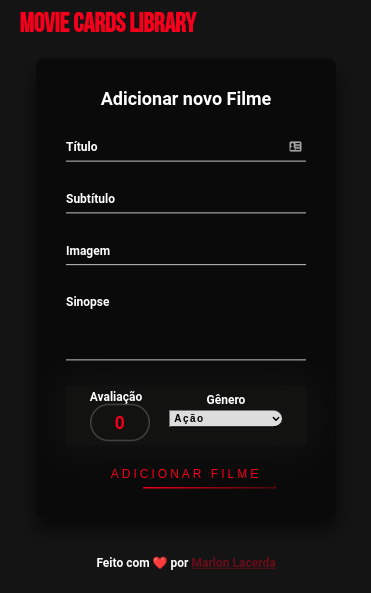 MOVIE CARDS LIBRARY
Adicionar novo Filme
Título
Subtítulo
Imagem
Sinopse
Avaliação
Gênero
0
Ação
ADICIONAR FILME
Feito com ❤️ por Marlon Lacerda